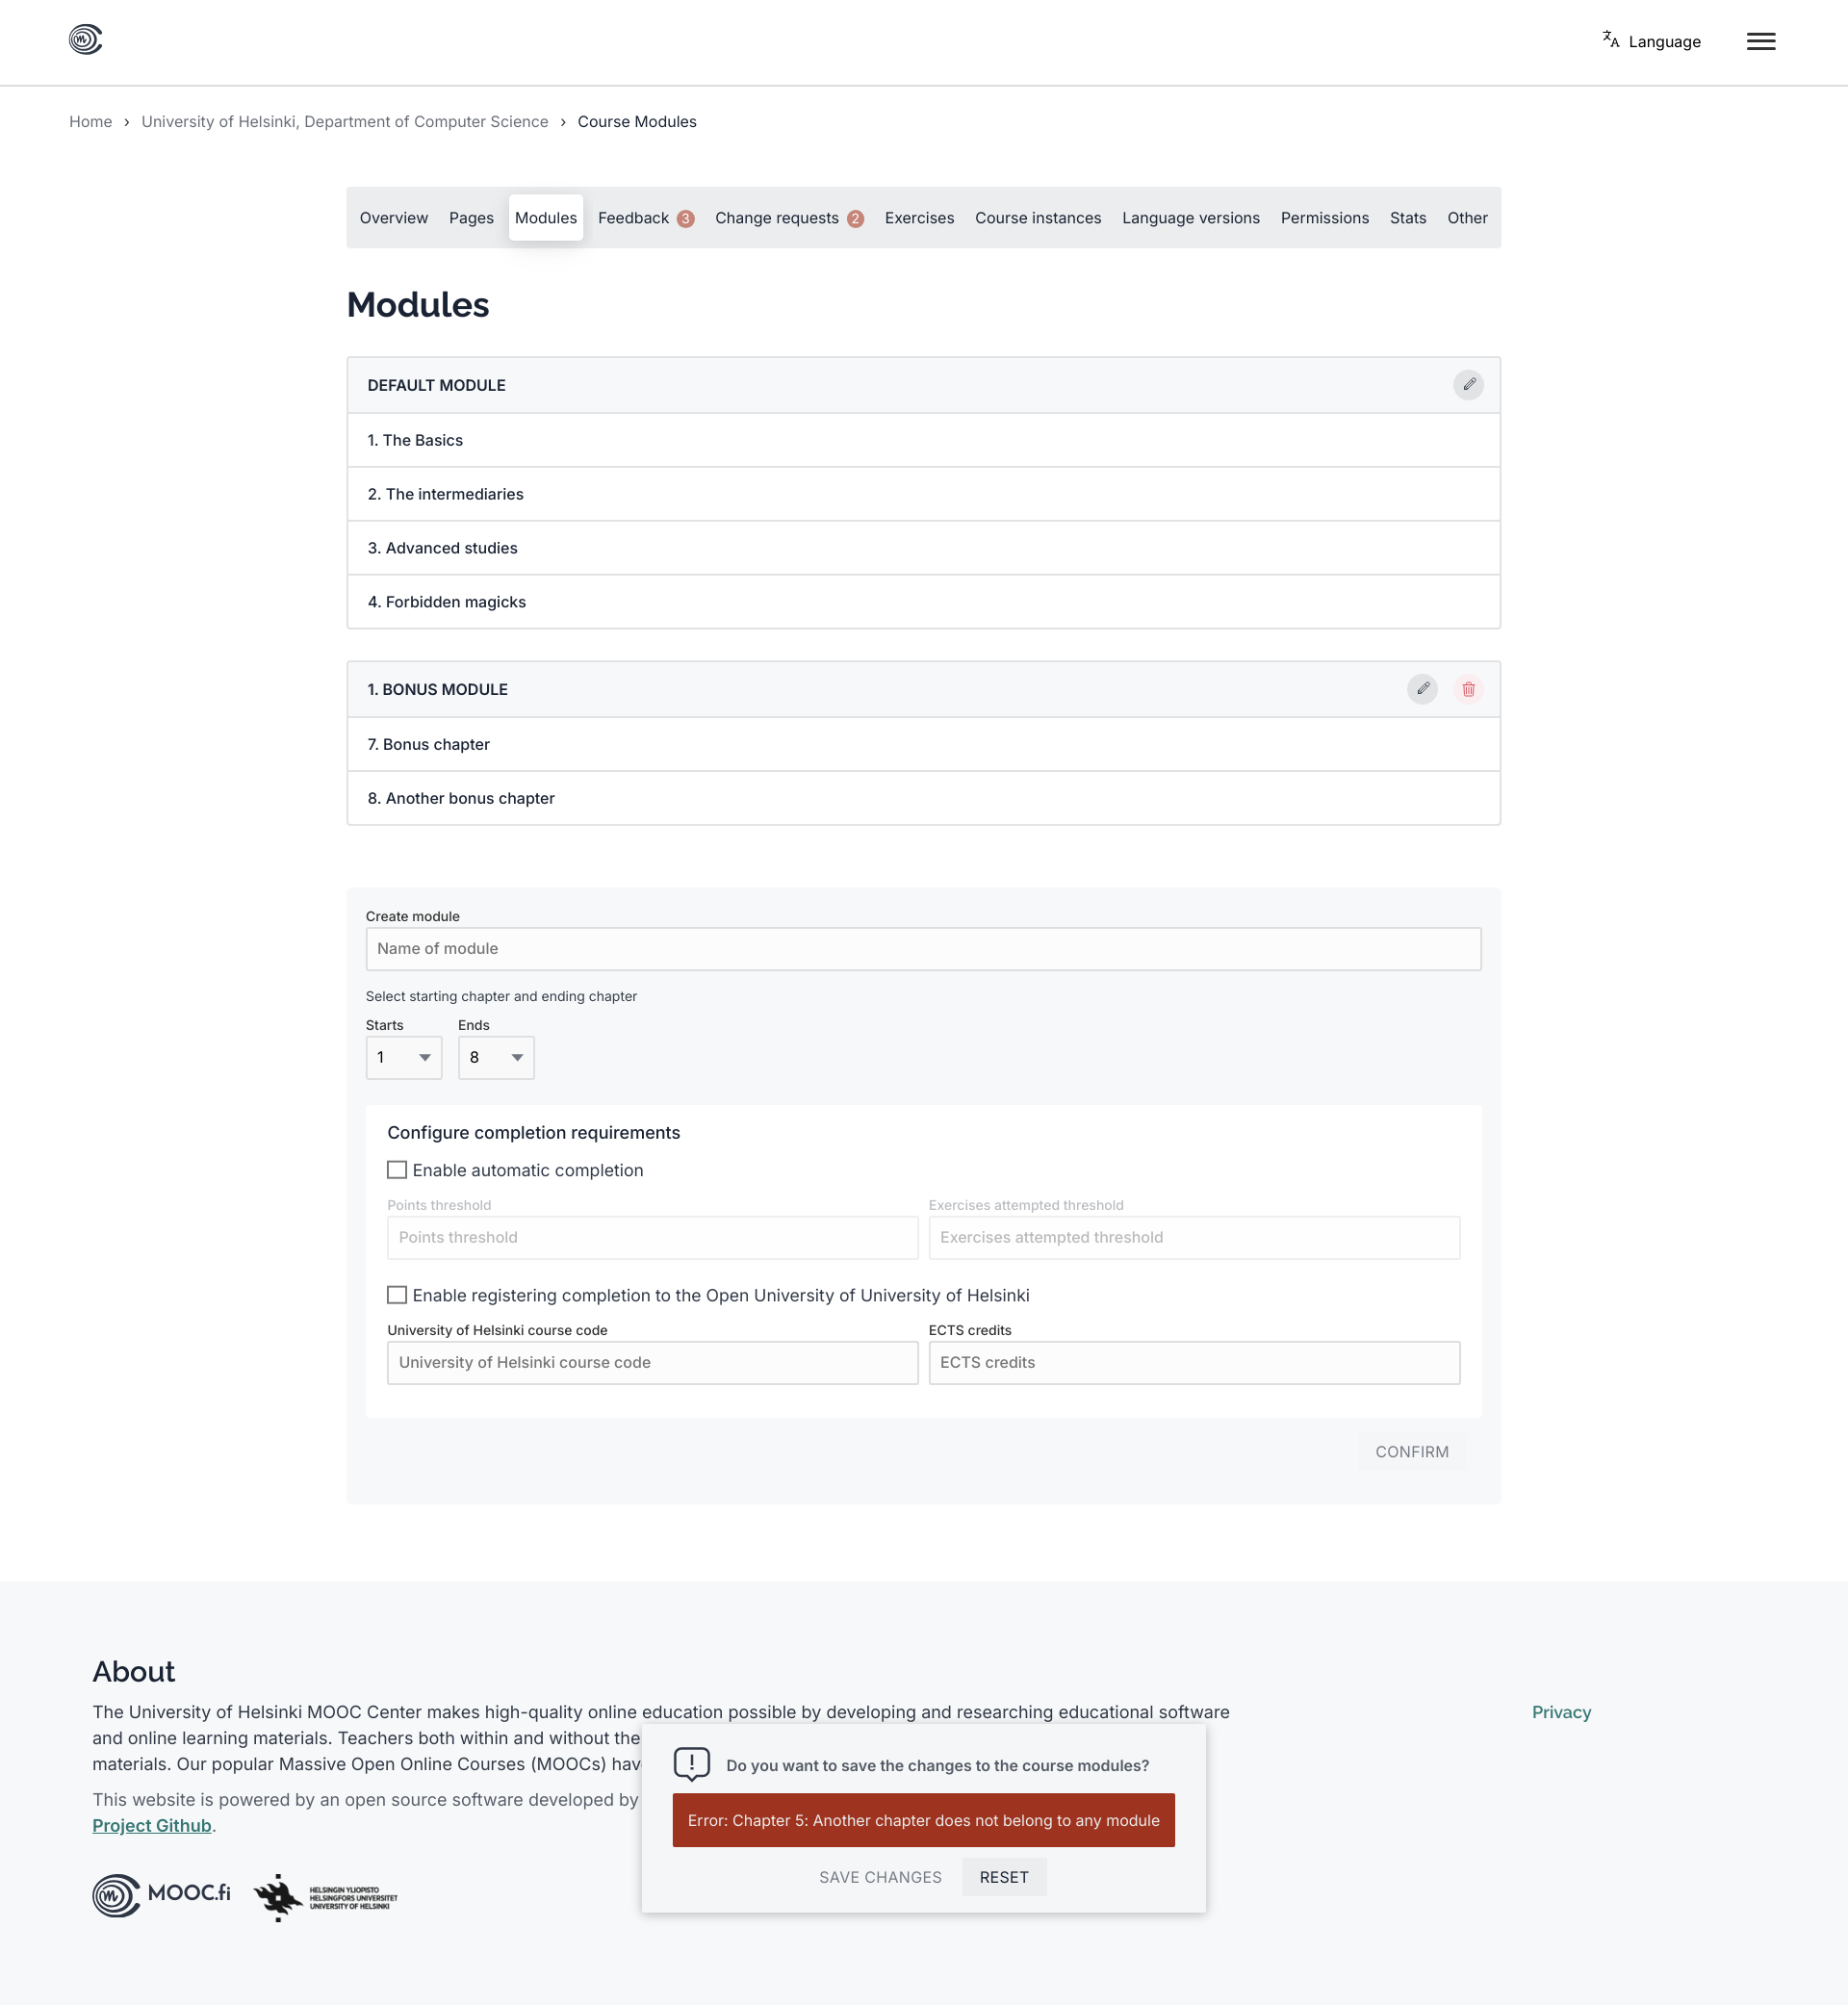 Language
Home › University of Helsinki, Department of Computer Science › Course Modules
Overview Pages Modules Feedback 3 Change requests 2 Exercises Course instances Language versions Permissions Stats Other
Modules
DEFAULT MODULE
1. The Basics
2. The intermediaries
3. Advanced studies
4. Forbidden magicks
1. BONUS MODULE
7. Bonus chapter
8. Another bonus chapter
Create module
Name of module
Select starting chapter and ending chapter
Starts Ends
1 8
Configure completion requirements
Enable automatic completion
Points threshold Exercises attempted threshold
Points threshold Exercises attempted threshold
Enable registering completion to the Open University of University of Helsinki
University of Helsinki course code ECTS credits
University of Helsinki course code ECTS credits
CONFIRM
About
The University of Helsinki MOOC Center makes high-quality online education possible by developing and researching educational software
and online learning materials. Teachers both within and without the
materials. Our popular Massive Open Online Courses (MOOCs) hav
This website is powered by an open source software developed by
Project Github.
Privacy
MOOC.fi
HELSINGIN YLIOPISTO
HELSINGFORS UNIVERSITET
UNIVERSITY OF HELSINKI
Do you want to save the changes to the course modules?
Error: Chapter 5: Another chapter does not belong to any module
SAVE CHANGES RESET